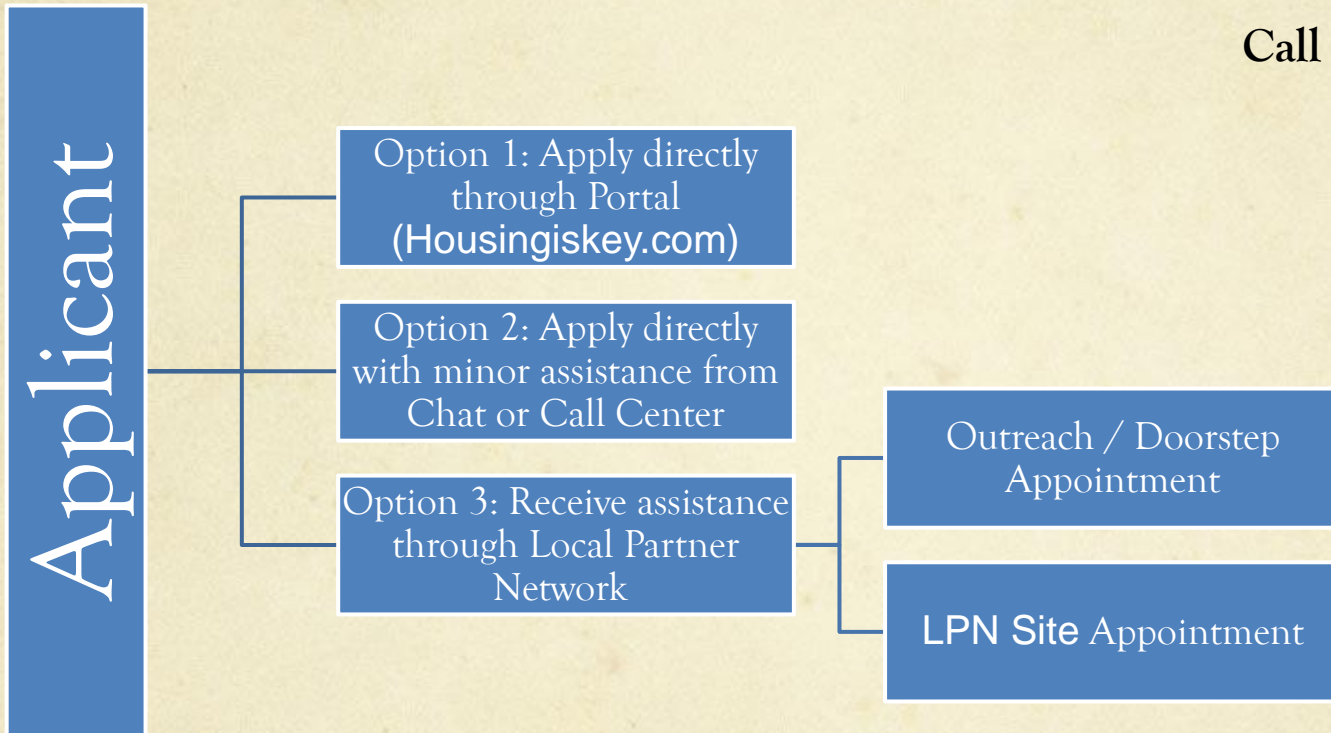 Call
Applicant
Option 1: Apply directly
through Portal
(Housingiskey.com)
Option 2: Apply directly
with minor assistance from
Chat or Call Center
Option 3: Receive assistance
through Local Partner
Network
Outreach / Doorstep
Appointment
LPN Site Appointment